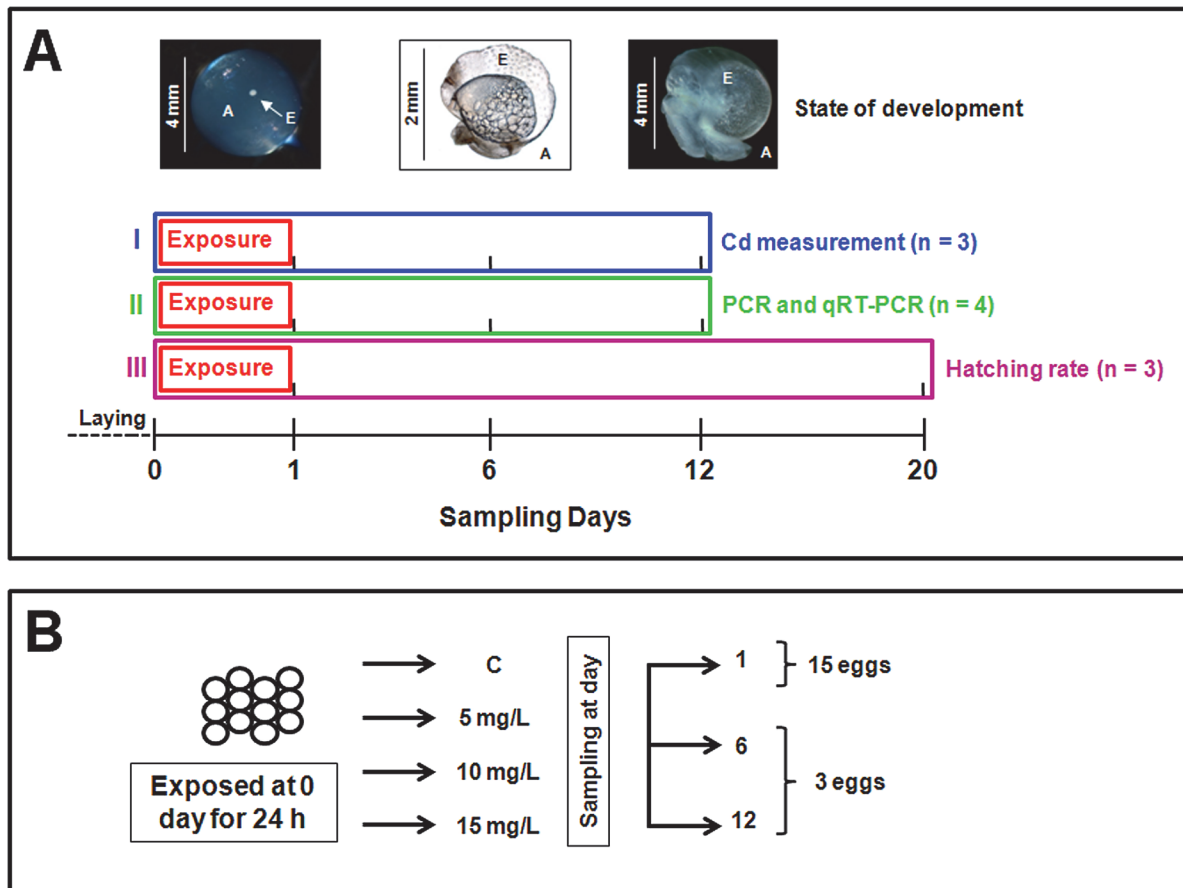 A
4 mm
A
E
2 mm
E
A
4 mm
E
A
State of development
I
Exposure
Cd measurement (n = 3)
II
Exposure
PCR and qRT-PCR (n = 4)
III
Exposure
Hatching rate (n = 3)
Laying
0
1
6
12
20
Sampling Days
B
Exposed at 0
day for 24 h
C
5 mg/L
10 mg/L
15 mg/L
Sampling at day
1
15 eggs
6
3 eggs
12